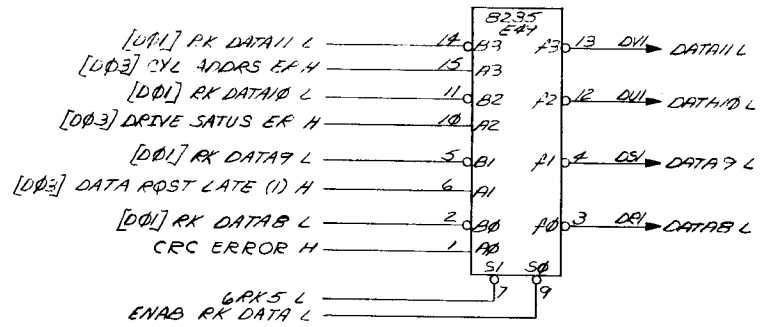 8235
E41
[DØ1] RK DATA11 L 14 B3 f3 13 DV1 DATA11 L
[DØ3] CYL ADDRS ER H 15 A3
[DØ1] RK DATA1Ø L 11 B2 f2 12 DU1 DATA1Ø L
[DØ3] DRIVE SATUS ER H 1Ø A2
[DØ1] RK DATA9 L 5 B1 f1 4 DS1 DATA9 L
[DØ3] DATA RQST LATE (1) H 6 A1
[DØ1] RK DATA8 L 2 BØ fØ 3 DR1 DATA8 L
CRC ERROR H 1 AØ
S1 SØ
6RK5 L 7 9
ENAB RK DATA L